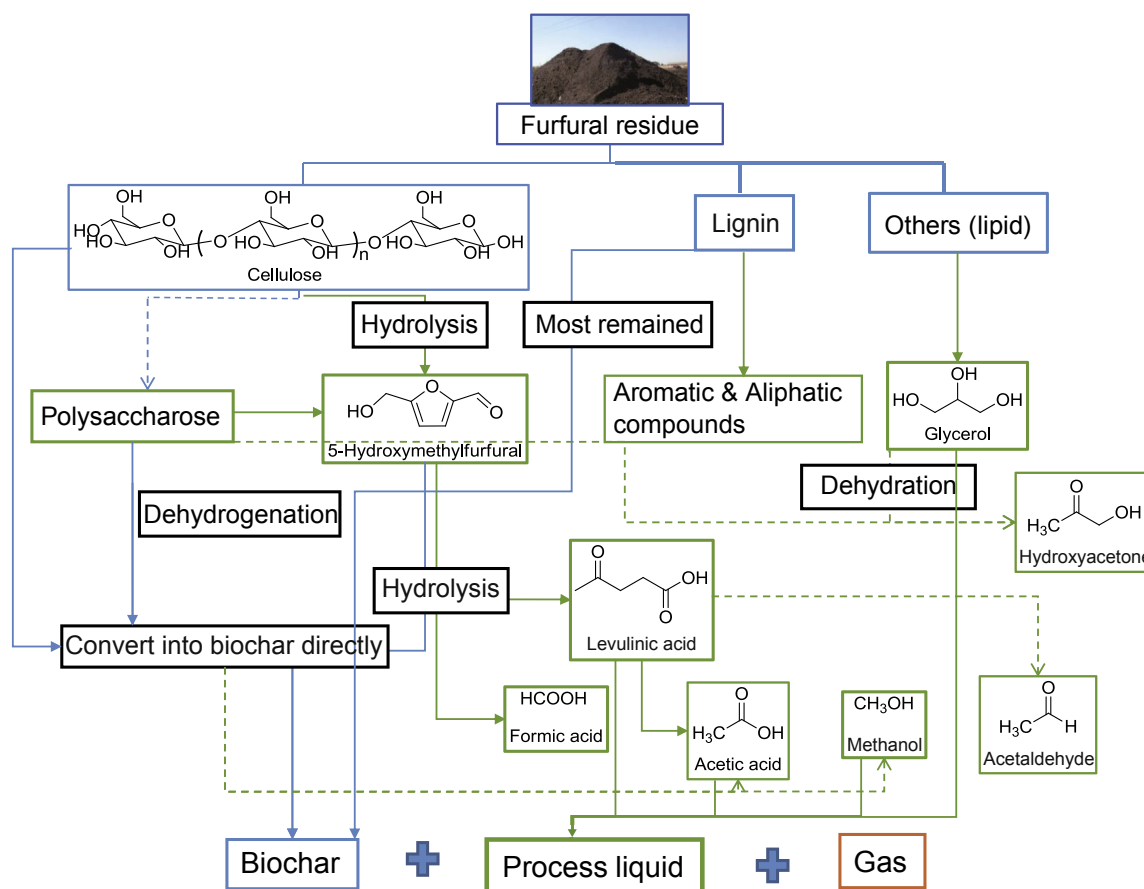 Furfural residue
OH
OH
OH
HO
HO
OH
O
O
(
O
HO
OH
O
)
n
O
HO
OH
O
OH
Cellulose
Lignin
Others (lipid)
Hydrolysis
Most remained
Polysaccharose
HO
O
O
5-Hydroxymethylfurfural
Aromatic & Aliphatic
compounds
OH
HO
OH
Glycerol
Dehydrogenation
Dehydration
O
H₃C
OH
Hydroxyacetone
Hydrolysis
O
OH
O
Levulinic acid
Convert into biochar directly
HCOOH
Formic acid
O
H₃C
OH
Acetic acid
CH₃OH
Methanol
O
H₃C
H
Acetaldehyde
Biochar
Process liquid
Gas